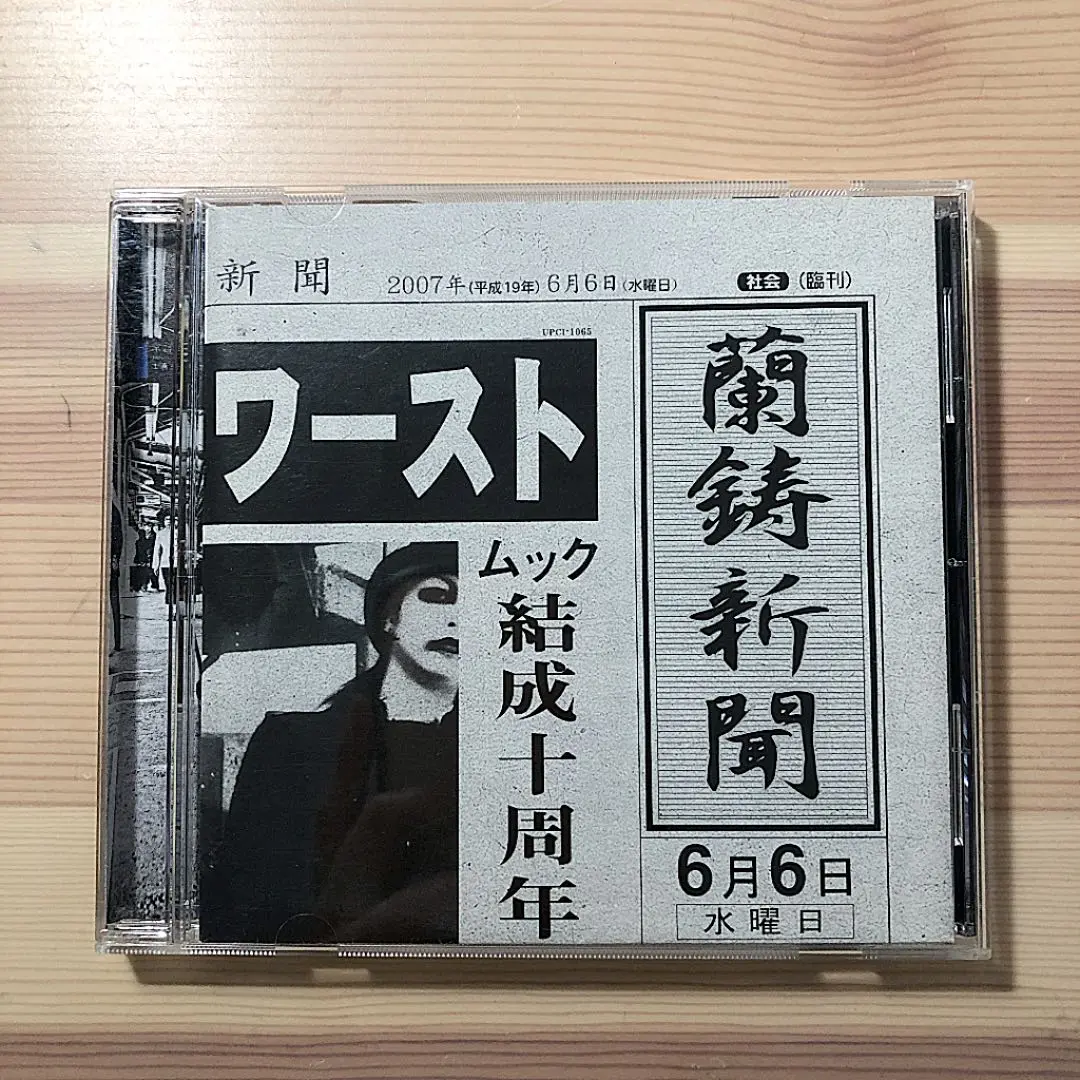 新聞 2007年(平成19年)6月6日(水曜日) 社会 (臨刊)
UPCI-1065
蘭鋳新聞
6月6日
水曜日
ワースト
ムック
結成十周年